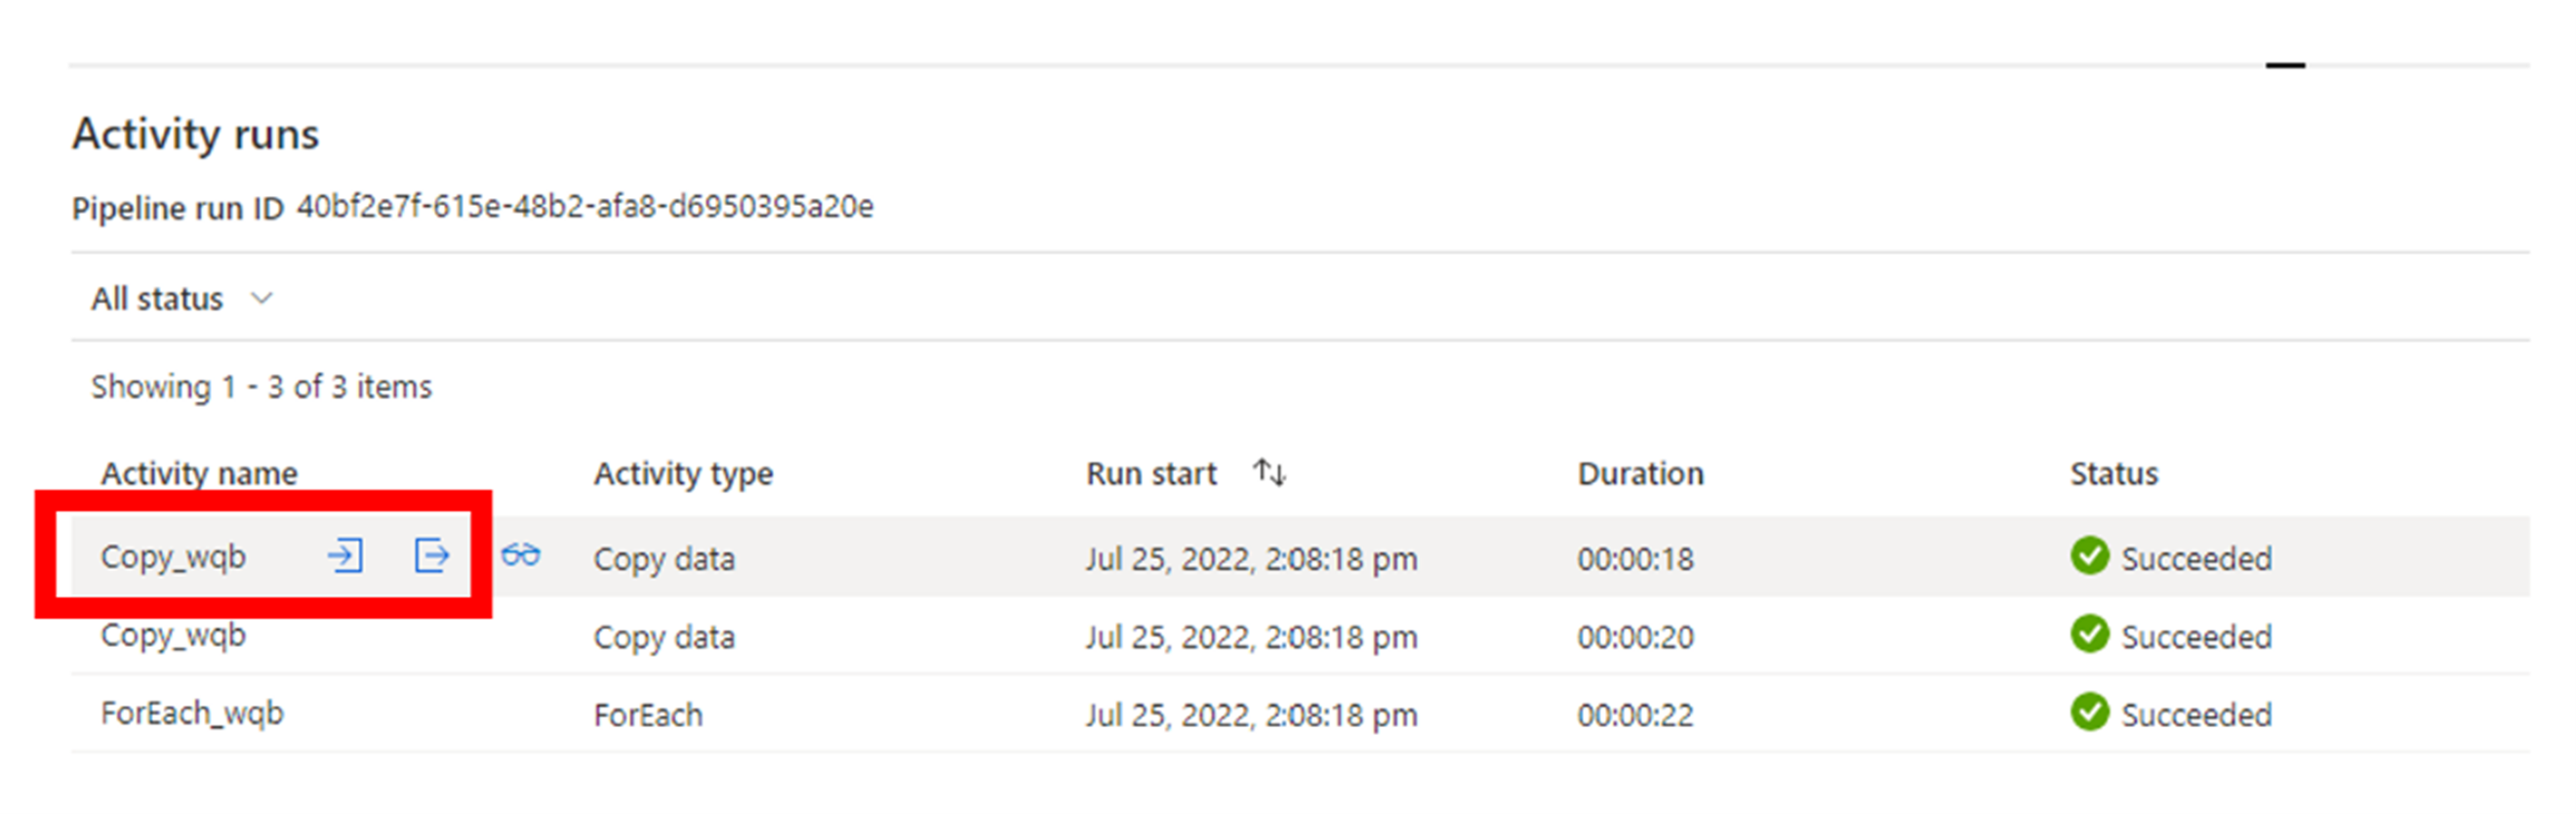 Activity runs
Pipeline run ID 40bf2e7f-615e-48b2-afa8-d6950395a20e
All status
Showing 1 - 3 of 3 items
Activity name Activity type Run start Duration Status
Copy_wqb Copy data Jul 25, 2022, 2:08:18 pm 00:00:18 Succeeded
Copy_wqb Copy data Jul 25, 2022, 2:08:18 pm 00:00:20 Succeeded
ForEach_wqb ForEach Jul 25, 2022, 2:08:18 pm 00:00:22 Succeeded